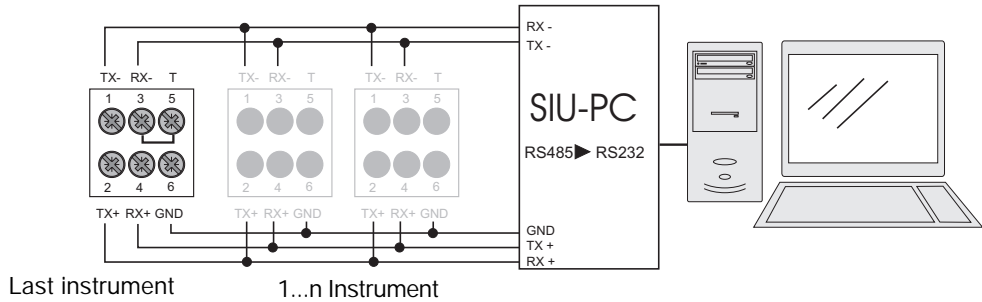 RX -
TX -
TX- RX- T
TX- RX- T
TX- RX- T
1 3 5
1 3 5
1 3 5
SIU-PC
RS485▶ RS232
2 4 6
2 4 6
2 4 6
TX+ RX+ GND
TX+ RX+ GND
TX+ RX+ GND
GND
TX +
RX +
Last instrument
1...n Instrument